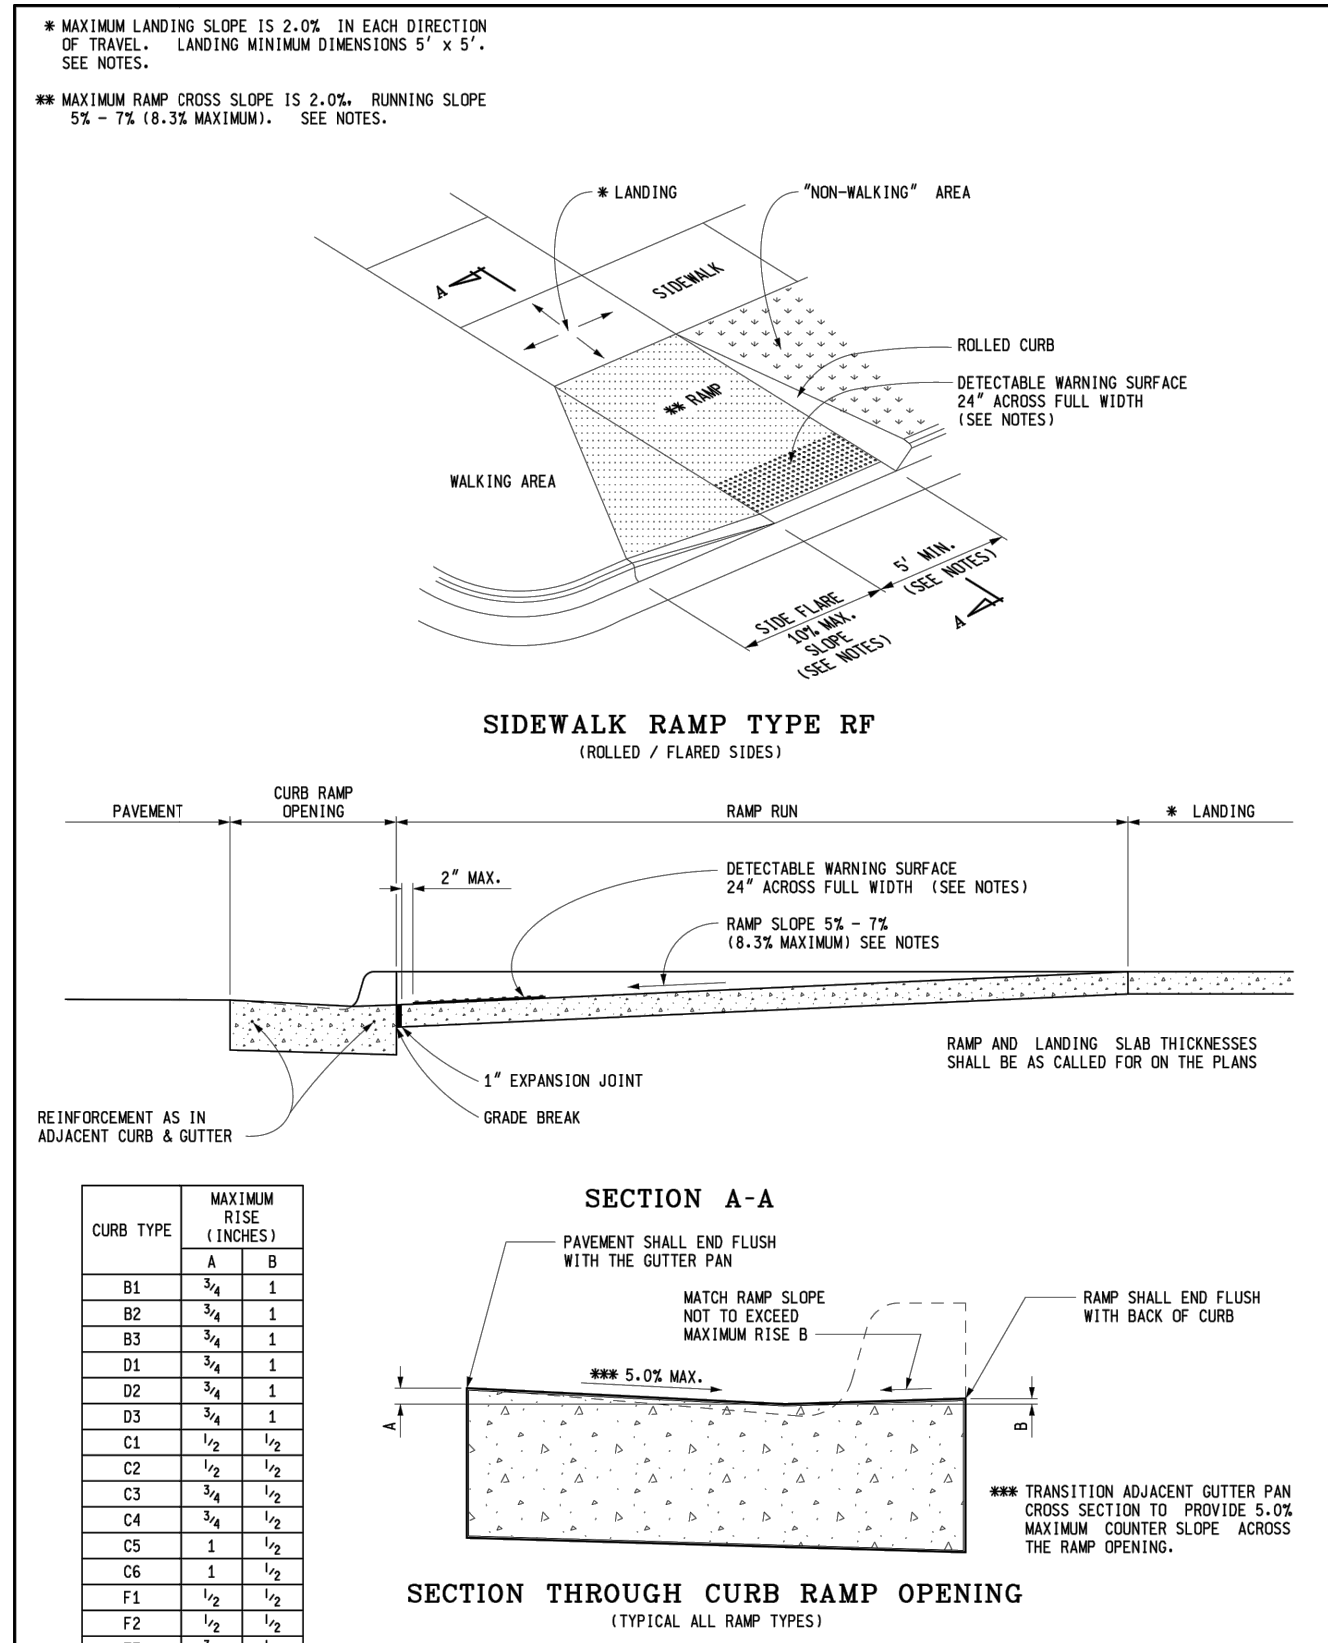 * MAXIMUM LANDING SLOPE IS 2.0% IN EACH DIRECTION
OF TRAVEL. LANDING MINIMUM DIMENSIONS 5' x 5'.
SEE NOTES.
** MAXIMUM RAMP CROSS SLOPE IS 2.0%, RUNNING SLOPE
5% - 7% (8.3% MAXIMUM). SEE NOTES.
* LANDING
"NON-WALKING" AREA
A
SIDEWALK
ROLLED CURB
DETECTABLE WARNING SURFACE
24" ACROSS FULL WIDTH
(SEE NOTES)
** RAMP
WALKING AREA
5' MIN.
(SEE NOTES)
SIDE FLARE
10% MAX.
SLOPE
(SEE NOTES)
A
SIDEWALK RAMP TYPE RF
(ROLLED / FLARED SIDES)
PAVEMENT
CURB RAMP
OPENING
RAMP RUN
* LANDING
2" MAX.
DETECTABLE WARNING SURFACE
24" ACROSS FULL WIDTH (SEE NOTES)
RAMP SLOPE 5% - 7%
(8.3% MAXIMUM) SEE NOTES
RAMP AND LANDING SLAB THICKNESSES
SHALL BE AS CALLED FOR ON THE PLANS
1" EXPANSION JOINT
GRADE BREAK
REINFORCEMENT AS IN
ADJACENT CURB & GUTTER
SECTION A-A
CURB TYPE
MAXIMUM
RISE
(INCHES)
A B
B1 3/4 1
B2 3/4 1
B3 3/4 1
D1 3/4 1
D2 3/4 1
D3 3/4 1
C1 1/2 1/2
C2 1/2 1/2
C3 3/4 1/2
C4 3/4 1/2
C5 1 1/2
C6 1 1/2
F1 1/2 1/2
F2 1/2 1/2
PAVEMENT SHALL END FLUSH
WITH THE GUTTER PAN
MATCH RAMP SLOPE
NOT TO EXCEED
MAXIMUM RISE B
RAMP SHALL END FLUSH
WITH BACK OF CURB
*** 5.0% MAX.
A
B
*** TRANSITION ADJACENT GUTTER PAN
CROSS SECTION TO PROVIDE 5.0%
MAXIMUM COUNTER SLOPE ACROSS
THE RAMP OPENING.
SECTION THROUGH CURB RAMP OPENING
(TYPICAL ALL RAMP TYPES)